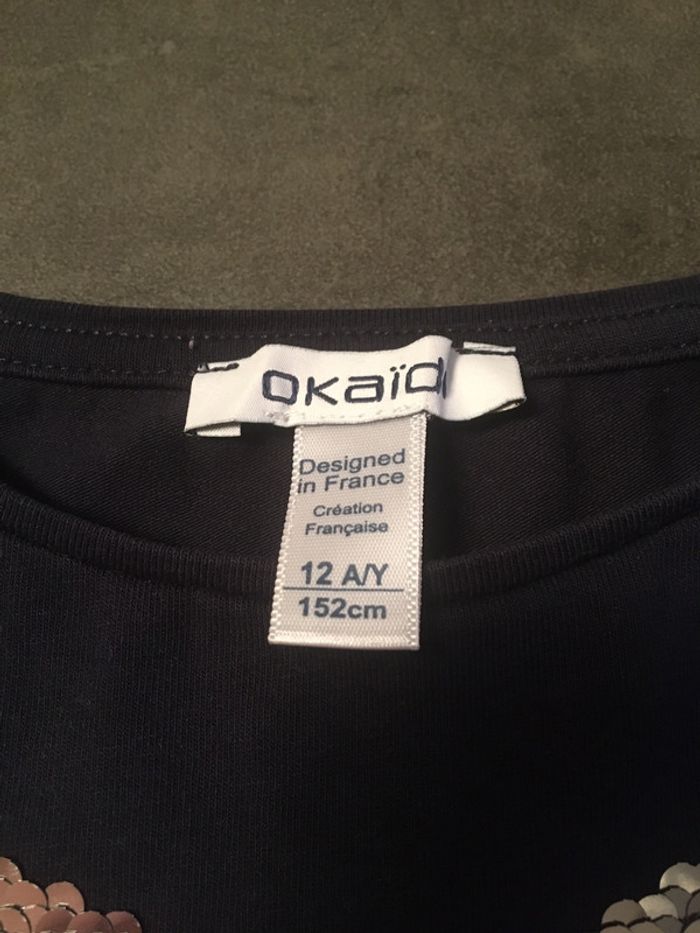 okaïdi
Designed
in France
Création
Française
12 A/Y
152cm